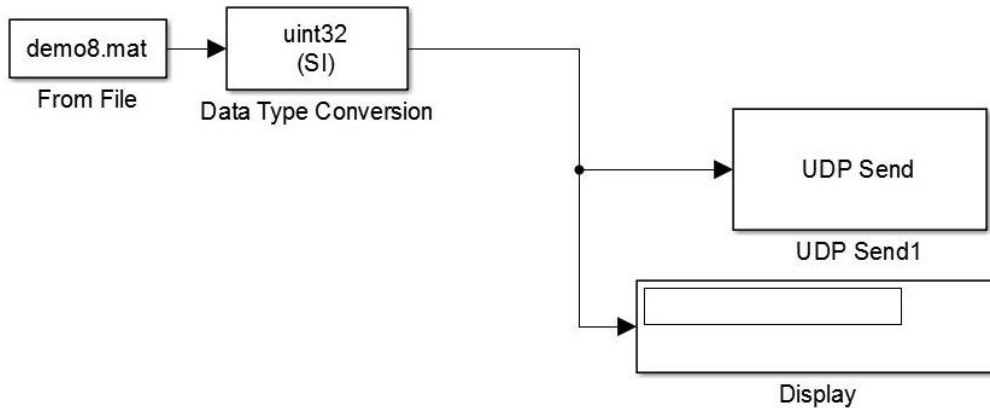 demo8.mat
From File
uint32
(SI)
Data Type Conversion
UDP Send
UDP Send1
Display